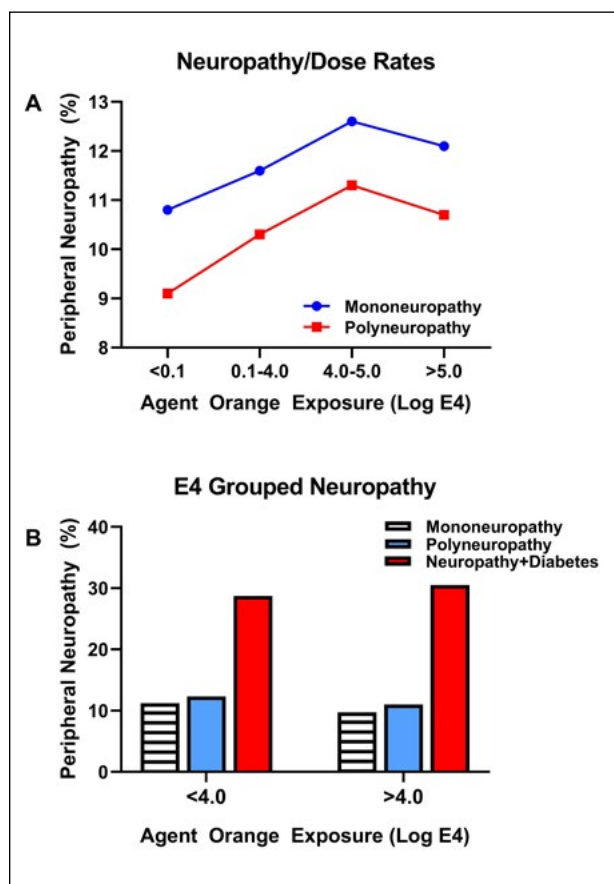 Neuropathy/Dose Rates
A
Peripheral Neuropathy (%)
13
12
11
10
9
8
Mononeuropathy
Polyneuropathy
<0.1
0.1-4.0
4.0-5.0
>5.0
Agent Orange Exposure (Log E4)
E4 Grouped Neuropathy
B
Peripheral Neuropathy (%)
40
30
20
10
0
Mononeuropathy
Polyneuropathy
Neuropathy+Diabetes
<4.0
>4.0
Agent Orange Exposure (Log E4)